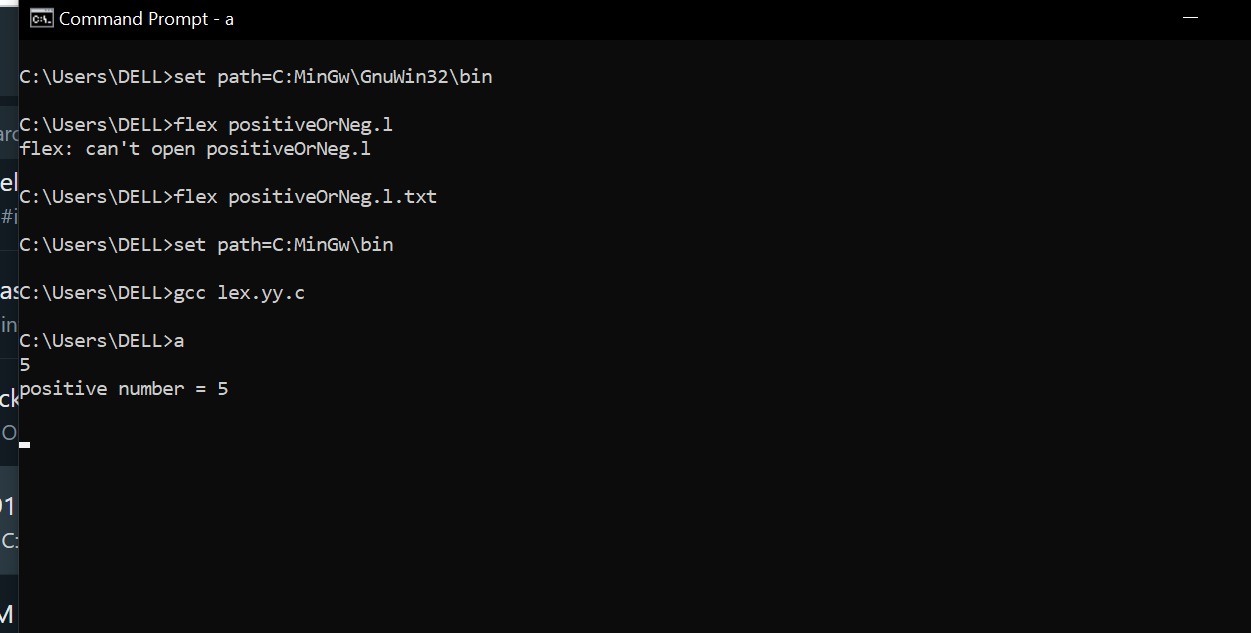 Command Prompt - a
C:\Users\DELL>set path=C:MinGw\GnuWin32\bin
C:\Users\DELL>flex positiveOrNeg.l
flex: can't open positiveOrNeg.l
C:\Users\DELL>flex positiveOrNeg.l.txt
C:\Users\DELL>set path=C:MinGw\bin
C:\Users\DELL>gcc lex.yy.c
C:\Users\DELL>a
5
positive number = 5